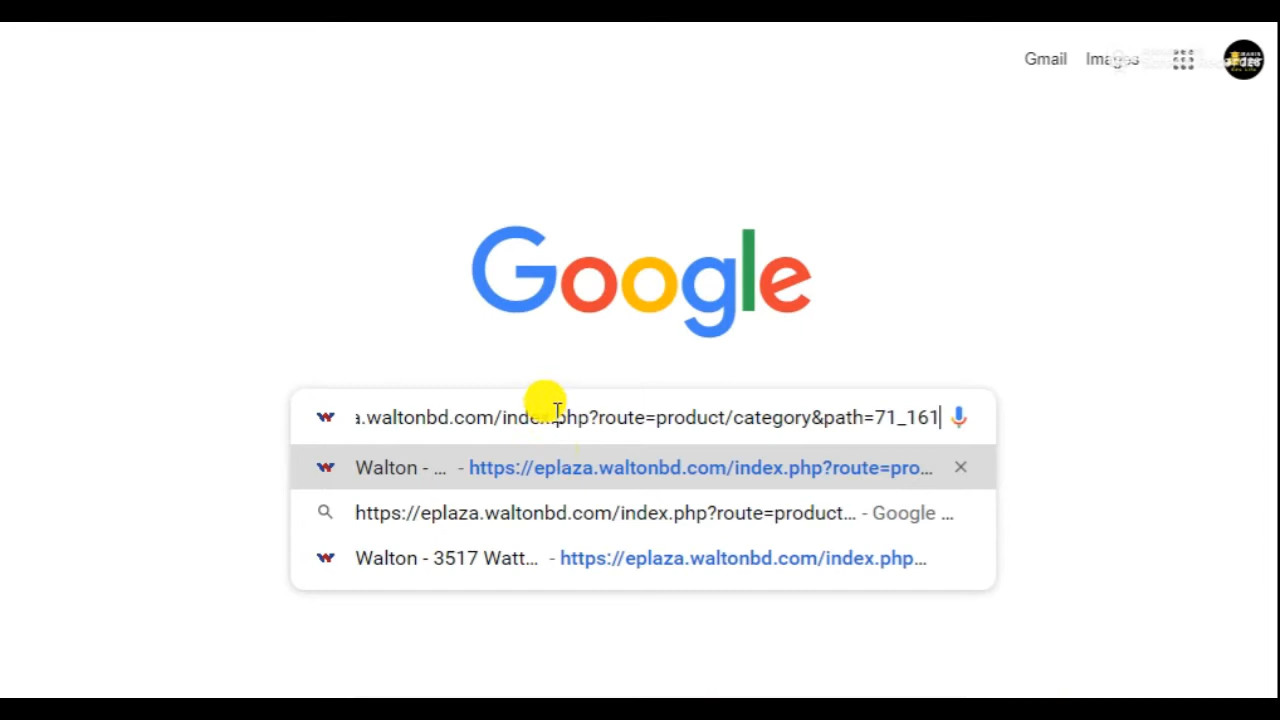 Gmail Images
Google
a.waltonbd.com/index.php?route=product/category&path=71_161
Walton - ... - https://eplaza.waltonbd.com/index.php?route=pro...
https://eplaza.waltonbd.com/index.php?route=product... - Google ...
Walton - 3517 Watt... - https://eplaza.waltonbd.com/index.php...